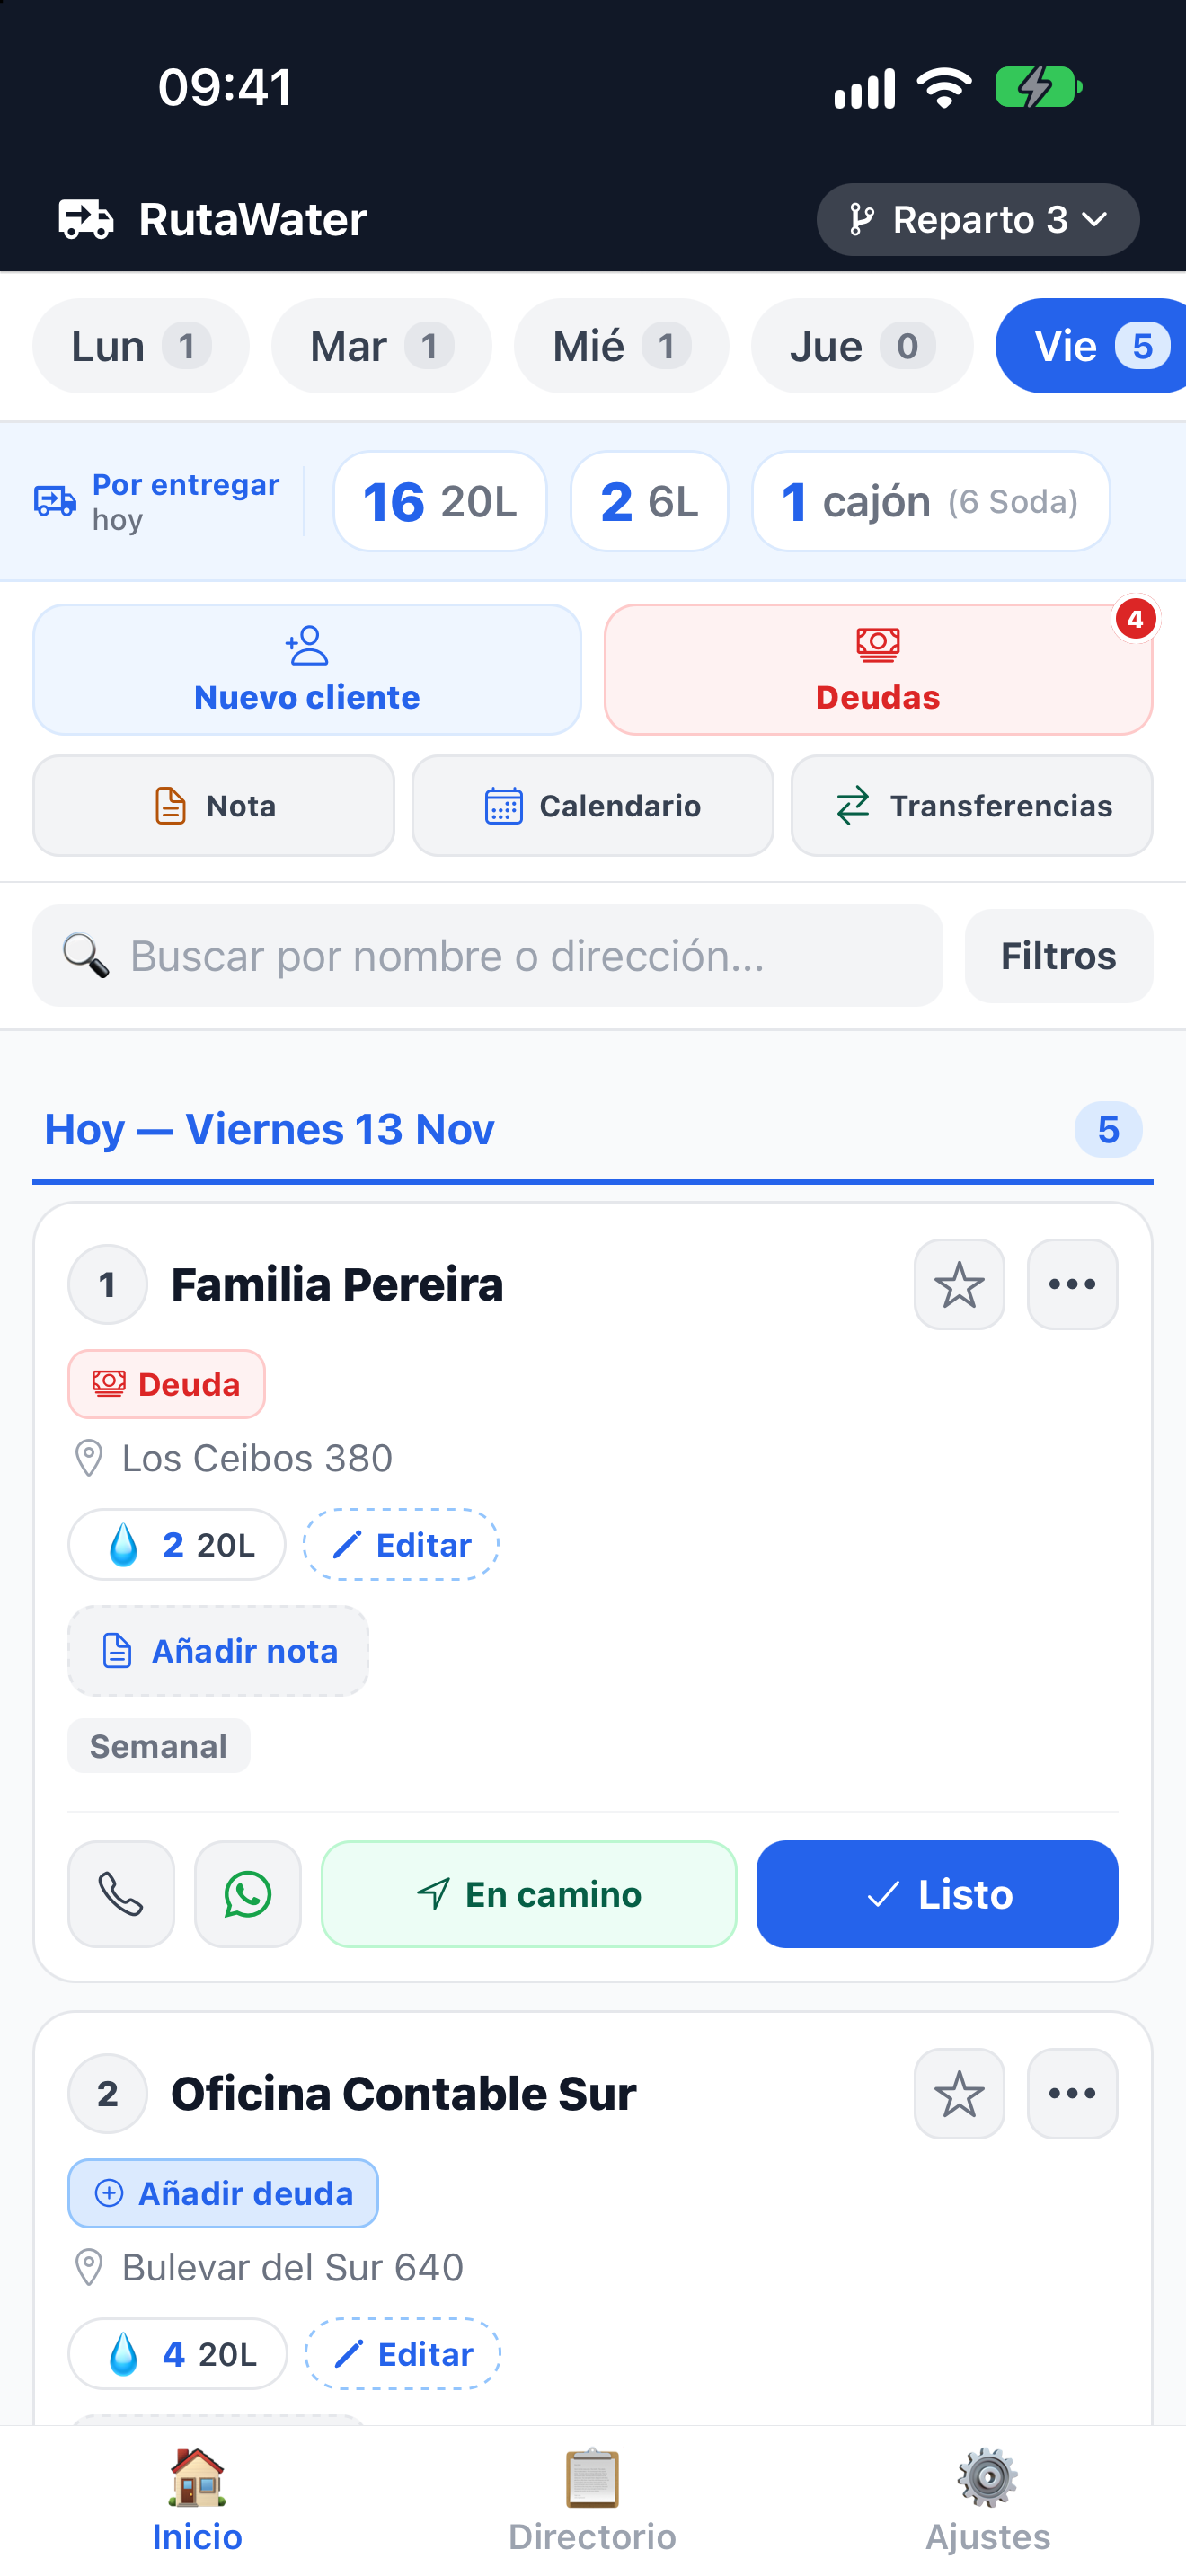 09:41
RutaWater
Reparto 3
Lun 1 Mar 1 Mié 1 Jue 0 Vie 5
Por entregar
hoy
16 20L 2 6L 1 cajón (6 Soda)
Nuevo cliente
Deudas 4
Nota Calendario Transferencias
Buscar por nombre o dirección...
Filtros
Hoy — Viernes 13 Nov 5
1 Familia Pereira
Deuda
Los Ceibos 380
2 20L Editar
Añadir nota
Semanal
En camino Listo
2 Oficina Contable Sur
Añadir deuda
Bulevar del Sur 640
4 20L Editar
Inicio Directorio Ajustes